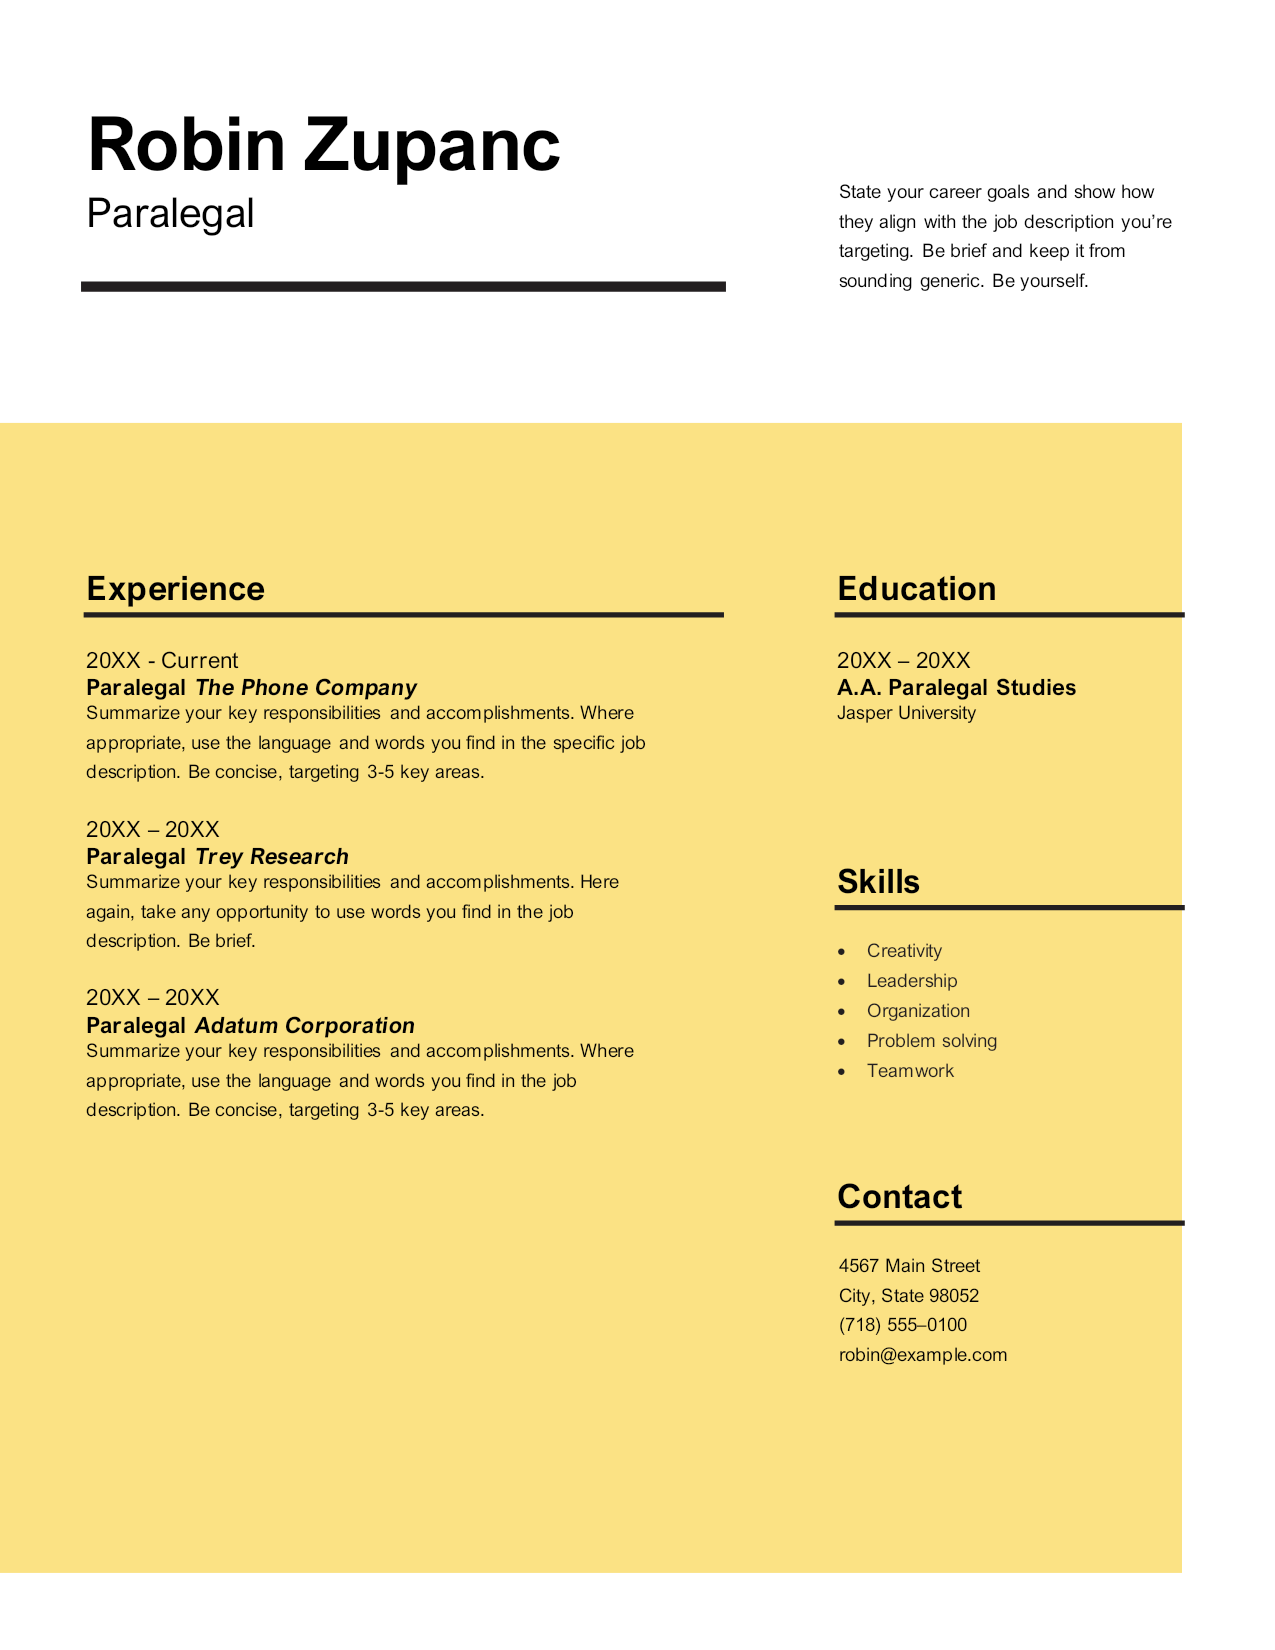 Robin Zupanc
Paralegal
State your career goals and show how
they align with the job description you’re
targeting. Be brief and keep it from
sounding generic. Be yourself.
Experience
20XX - Current
Paralegal The Phone Company
Summarize your key responsibilities and accomplishments. Where
appropriate, use the language and words you find in the specific job
description. Be concise, targeting 3-5 key areas.
20XX – 20XX
Paralegal Trey Research
Summarize your key responsibilities and accomplishments. Here
again, take any opportunity to use words you find in the job
description. Be brief.
20XX – 20XX
Paralegal Adatum Corporation
Summarize your key responsibilities and accomplishments. Where
appropriate, use the language and words you find in the job
description. Be concise, targeting 3-5 key areas.
Education
20XX – 20XX
A.A. Paralegal Studies
Jasper University
Skills
• Creativity
• Leadership
• Organization
• Problem solving
• Teamwork
Contact
4567 Main Street
City, State 98052
(718) 555–0100
robin@example.com